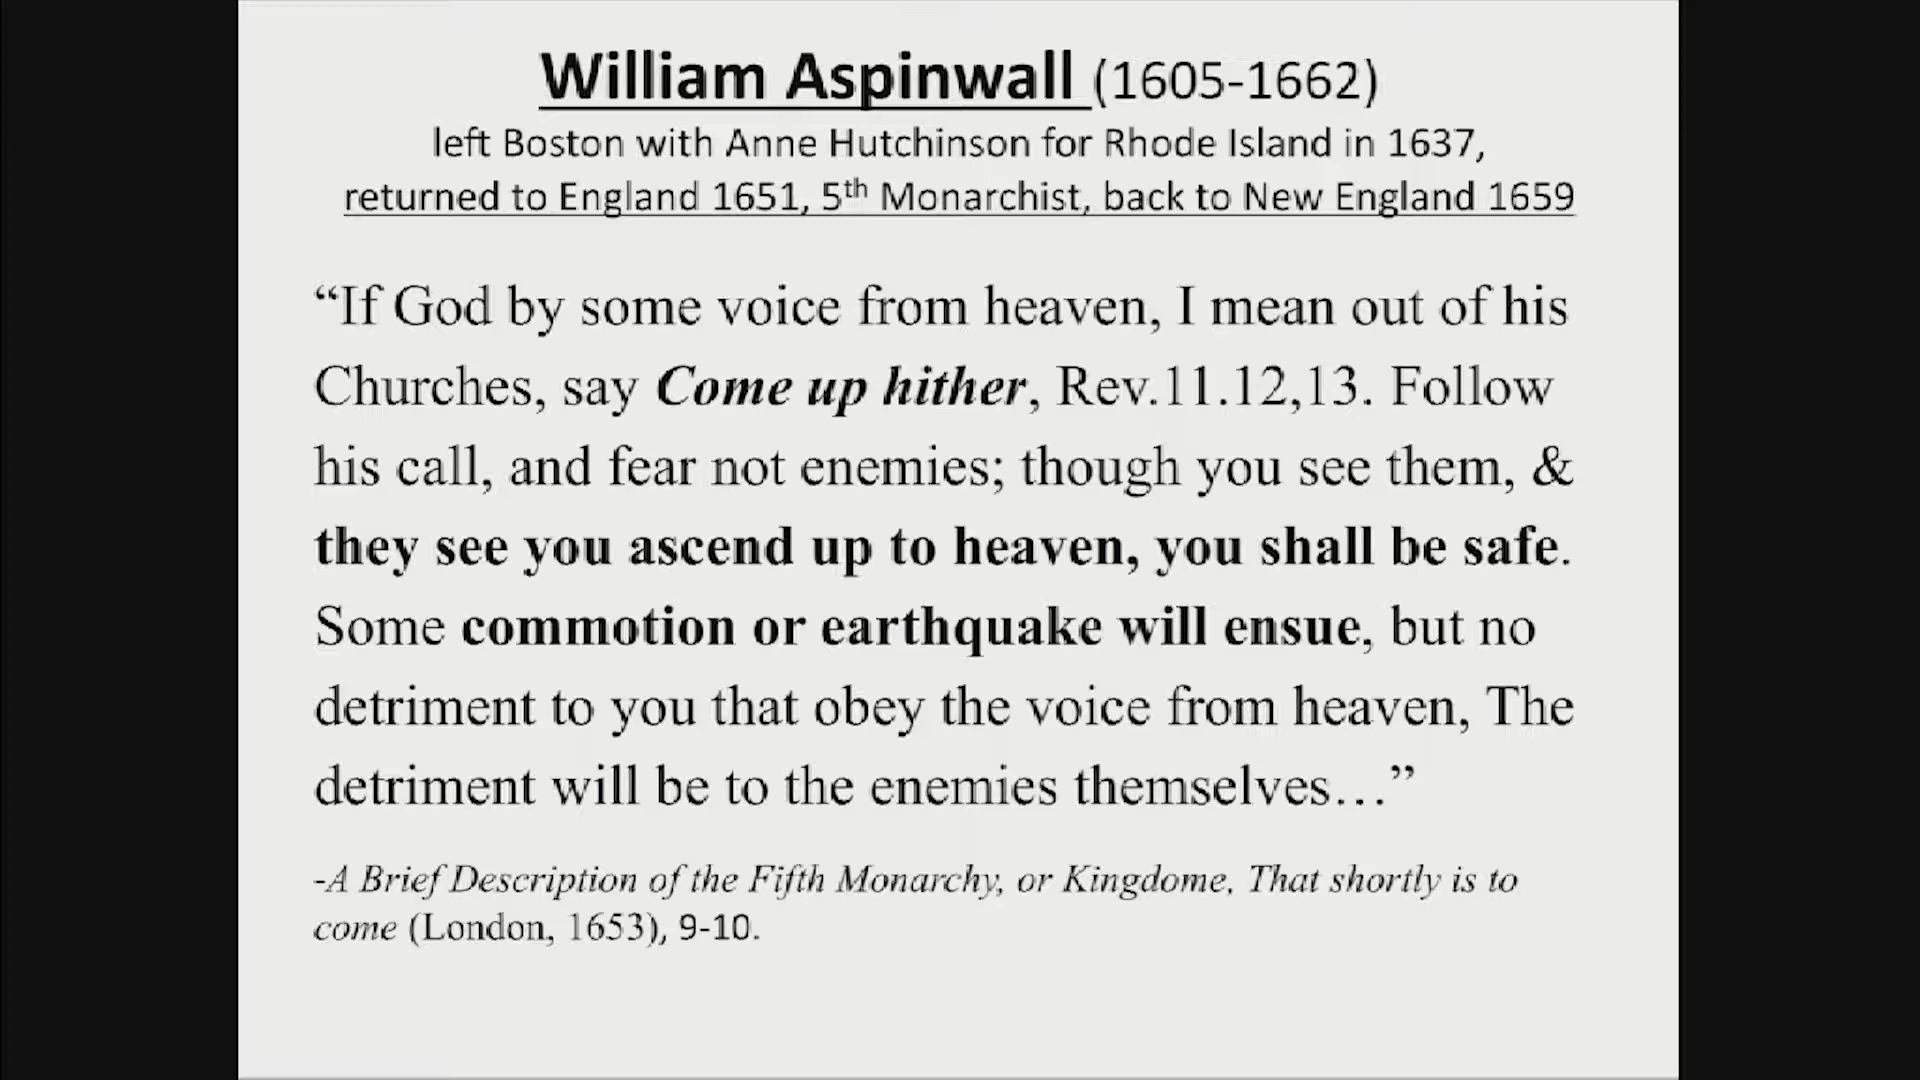 William Aspinwall (1605-1662)
left Boston with Anne Hutchinson for Rhode Island in 1637,
returned to England 1651, 5th Monarchist, back to New England 1659
“If God by some voice from heaven, I mean out of his
Churches, say Come up hither, Rev.11.12,13. Follow
his call, and fear not enemies; though you see them, &
they see you ascend up to heaven, you shall be safe.
Some commotion or earthquake will ensue, but no
detriment to you that obey the voice from heaven, The
detriment will be to the enemies themselves…”
-A Brief Description of the Fifth Monarchy, or Kingdome, That shortly is to
come (London, 1653), 9-10.